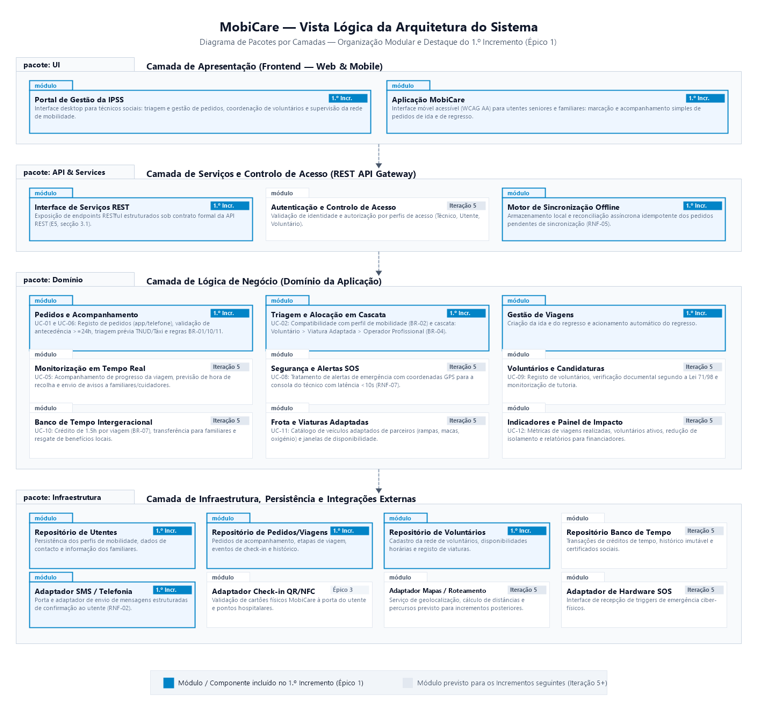 MobiCare — Vista Lógica da Arquitetura do Sistema
Diagrama de Pacotes por Camadas — Organização Modular e Destaque do 1.º Incremento (Épico 1)
pacote: UI
Camada de Apresentação (Frontend — Web & Mobile)
módulo
Portal de Gestão da IPSS
1.º Incr.
Interface desktop para técnicos sociais: triagem e gestão de pedidos, coordenação de voluntários e supervisão da rede
de mobilidade.
módulo
Aplicação MobiCare
1.º Incr.
Interface móvel acessível (WCAG AA) para utentes seniores e familiares: marcação e acompanhamento simples de
pedidos de ida e de regresso.
pacote: API & Services
Camada de Serviços e Controlo de Acesso (REST API Gateway)
módulo
Interface de Serviços REST
1.º Incr.
Exposição de endpoints RESTful estruturados sob contrato formal da API
REST (E5, secção 3.1).
módulo
Autenticação e Controlo de Acesso
Iteração 5
Validação de identidade e autorização por perfis de acesso (Técnico, Utente,
Voluntário).
módulo
Motor de Sincronização Offline
1.º Incr.
Armazenamento local e reconciliação assíncrona idempotente dos pedidos
pendentes de sincronização (RNF-05).
pacote: Domínio
Camada de Lógica de Negócio (Domínio da Aplicação)
módulo
Pedidos e Acompanhamento
1.º Incr.
UC-01 e UC-06: Registo de pedidos (app/telefone), validação de
antecedência >=24h, triagem prévia TNUD/Táxi e regras BR-01/10/11.
módulo
Triagem e Alocação em Cascata
1.º Incr.
UC-02: Compatibilidade com perfil de mobilidade (BR-02) e cascata:
Voluntário > Viatura Adaptada > Operador Profissional (BR-04).
módulo
Gestão de Viagens
1.º Incr.
Criação da ida e do regresso e acionamento automático do regresso.
módulo
Monitorização em Tempo Real
Iteração 5
UC-05: Acompanhamento de progresso da viagem, previsão de hora de
recolha e envio de avisos a familiares/cuidadores.
módulo
Segurança e Alertas SOS
Iteração 5
UC-08: Tratamento de alertas de emergência com coordenadas GPS para a
consola do técnico com latência <10s (RNF-07).
módulo
Voluntários e Candidaturas
Iteração 5
UC-09: Registo de voluntários, verificação documental segundo a Lei 71/98 e
monitorização de tutoria.
módulo
Banco de Tempo Intergeracional
Iteração 5
UC-10: Crédito de 1.5h por viagem (BR-07), transferência para familiares e
resgate de benefícios locais.
módulo
Frota e Viaturas Adaptadas
Iteração 5
UC-11: Catálogo de veículos adaptados de parceiros (rampas, macas,
oxigénio) e janelas de disponibilidade.
módulo
Indicadores e Painel de Impacto
Iteração 5
UC-12: Métricas de viagens realizadas, voluntários ativos, redução de
isolamento e relatórios para financiadores.
pacote: Infraestrutura
Camada de Infraestrutura, Persistência e Integrações Externas
módulo
Repositório de Utentes
1.º Incr.
Persistência dos perfis de mobilidade, dados de
contacto e informação dos familiares.
módulo
Repositório de Pedidos/Viagens
1.º Incr.
Pedidos de acompanhamento, etapas de viagem,
eventos de check-in e histórico.
módulo
Repositório de Voluntários
1.º Incr.
Cadastro da rede de voluntários, disponibilidades
horárias e registo de viaturas.
módulo
Repositório Banco de Tempo
Iteração 5
Transações de créditos de tempo, histórico imutável e
certificados sociais.
módulo
Adaptador SMS / Telefonia
1.º Incr.
Porta e adaptador de envio de mensagens estruturadas
de confirmação ao utente (RNF-02).
módulo
Adaptador Check-in QR/NFC
Épico 3
Validação de cartões físicos MobiCare à porta do utente
e pontos hospitalares.
módulo
Adaptador Mapas / Roteamento
Iteração 5
Serviço de geolocalização, cálculo de distâncias e
percursos previsto para incrementos posteriores.
módulo
Adaptador de Hardware SOS
Iteração 5
Interface de recepção de triggers de emergência ciber-
físicos.
Módulo / Componente incluído no 1.º Incremento (Épico 1)
Módulo previsto para os Incrementos seguintes (Iteração 5+)